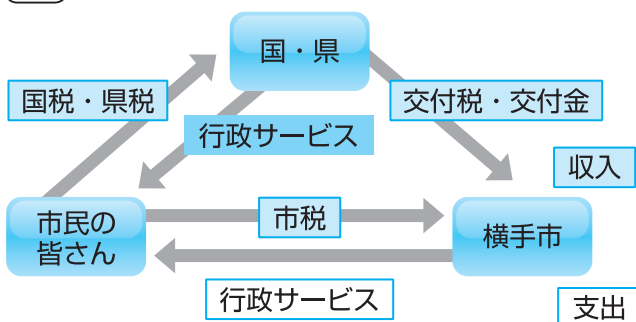 国・県
国税・県税
交付税・交付金
行政サービス
収入
市民の
皆さん
市税
横手市
行政サービス
支出